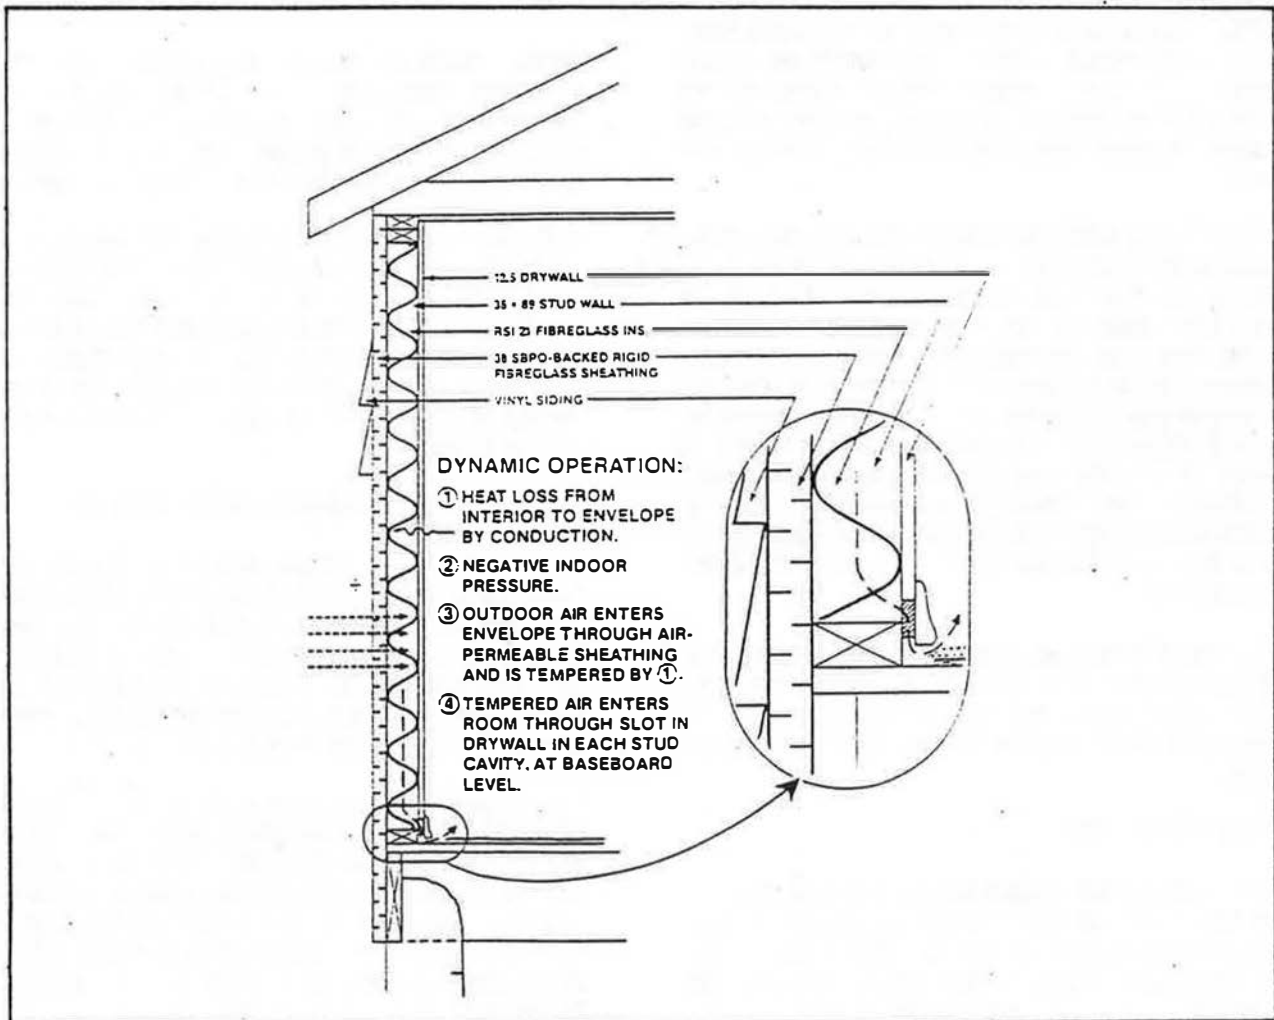 12.5 DRYWALL
38 × 89 STUD WALL
RSI 2.1 FIBREGLASS INS.
38 SBPO-BACKED RIGID
FIBREGLASS SHEATHING
VINYL SIDING
DYNAMIC OPERATION:
① HEAT LOSS FROM
INTERIOR TO ENVELOPE
BY CONDUCTION.
② NEGATIVE INDOOR
PRESSURE.
③ OUTDOOR AIR ENTERS
ENVELOPE THROUGH AIR-
PERMEABLE SHEATHING
AND IS TEMPERED BY ①.
④ TEMPERED AIR ENTERS
ROOM THROUGH SLOT IN
DRYWALL IN EACH STUD
CAVITY, AT BASEBOARD
LEVEL.